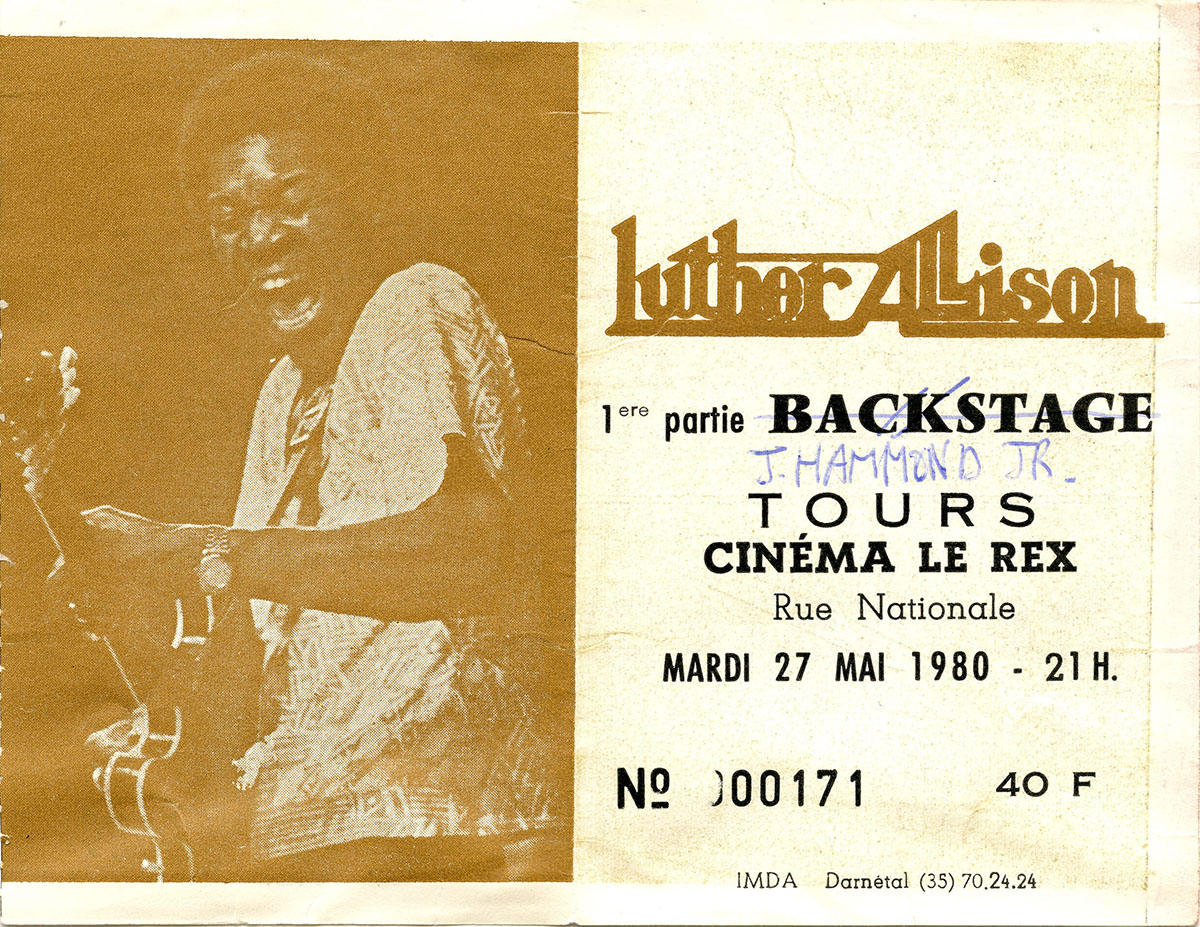 luther Allison
1ere partie BACKSTAGE
J. HAMMOND JR.
TOURS
CINÉMA LE REX
Rue Nationale
MARDI 27 MAI 1980 - 21 H.
Nº 000171 40 F
IMDA Darnétal (35) 70.24.24